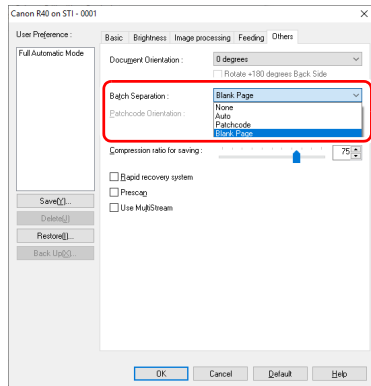 Canon R40 on STI - 0001
User Preference :
Full Automatic Mode
Save(Y)...
Delete(J)
Restore(I)...
Back Up(X)...
Basic Brightness Image processing Feeding Others
Document Orientation : 0 degrees
Rotate +180 degrees Back Side
Batch Separation : Blank Page
Patchcode Orientation :
None
Auto
Patchcode
Blank Page
Compression ratio for saving : 75
Rapid recovery system
Prescan
Use MultiStream
OK Cancel Default Help